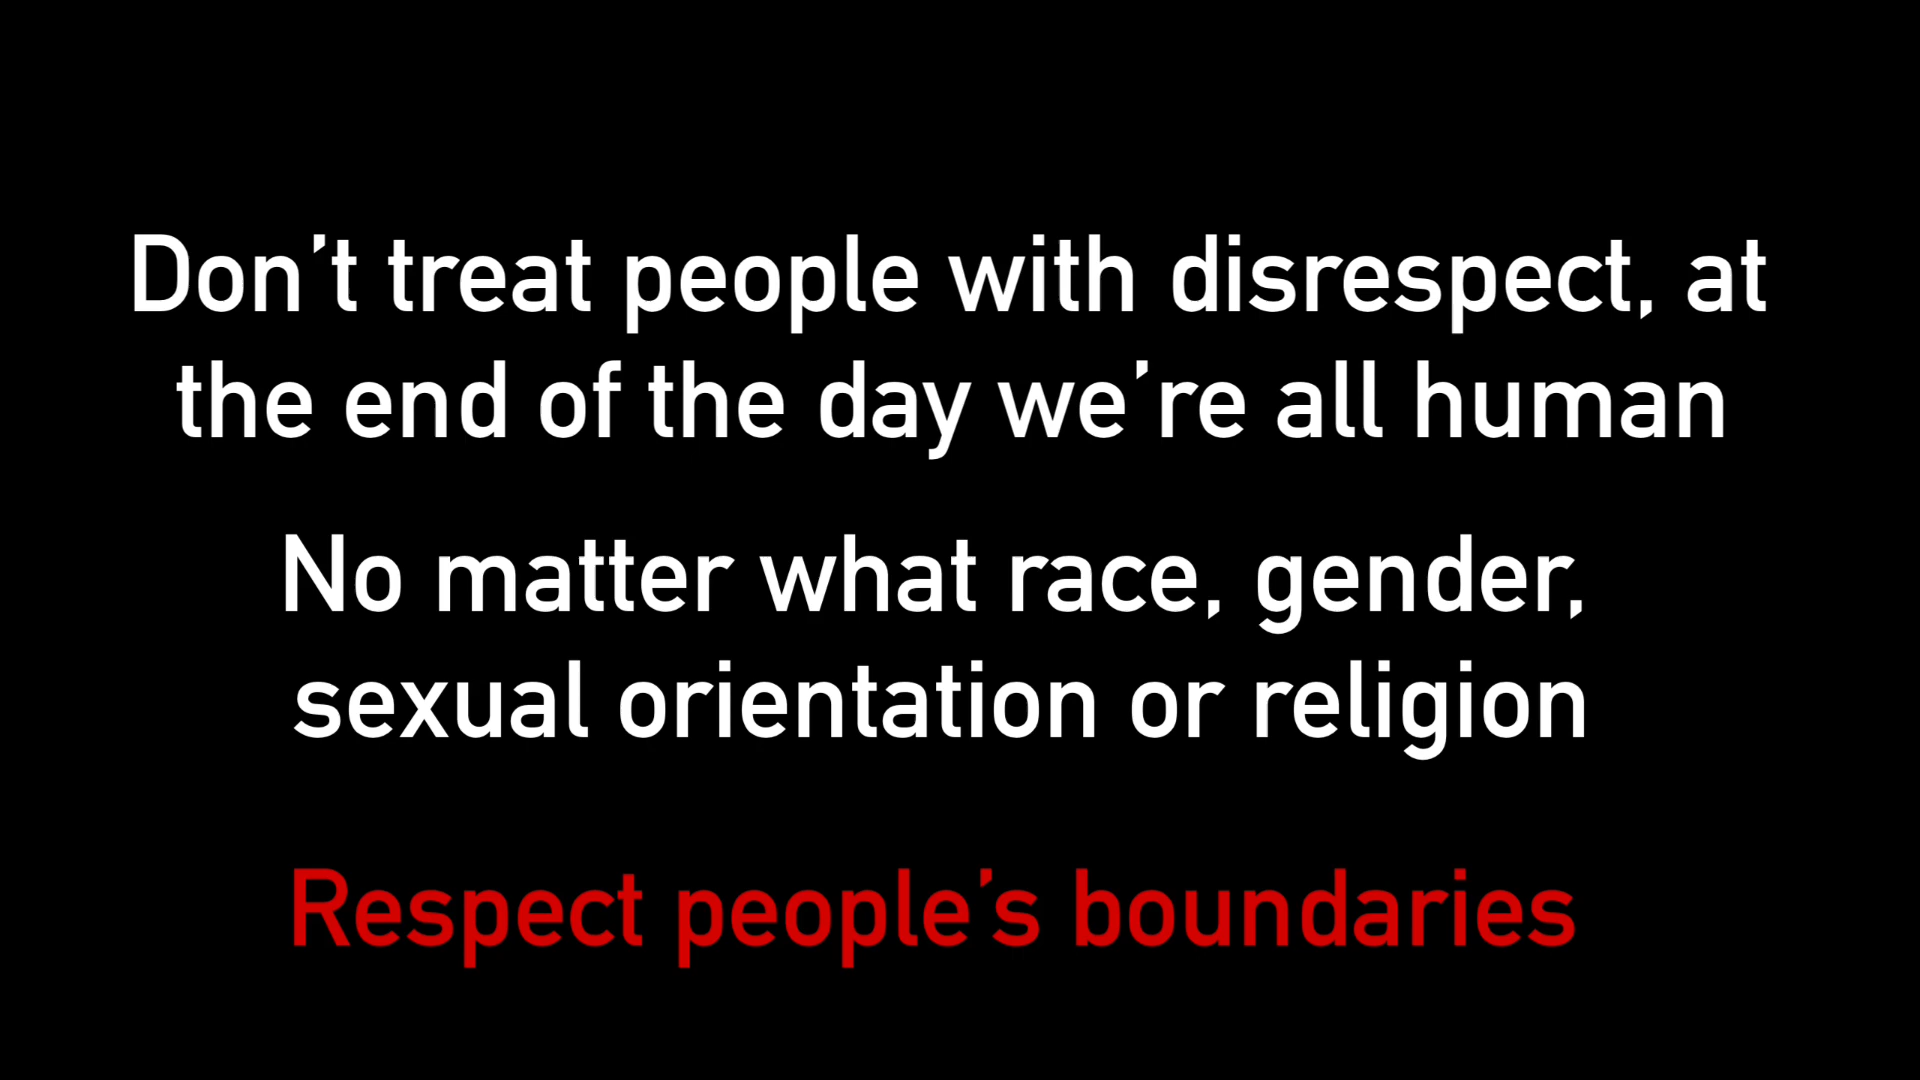 Don't treat people with disrespect, at
the end of the day we're all human
No matter what race, gender,
sexual orientation or religion
Respect people's boundaries